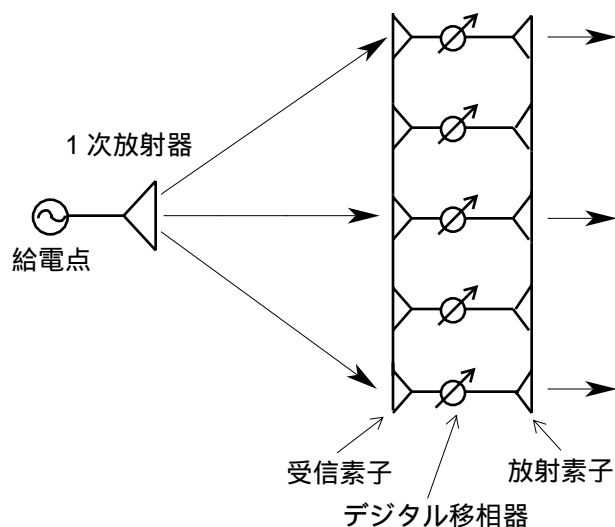 1次放射器
給電点
受信素子
放射素子
デジタル移相器